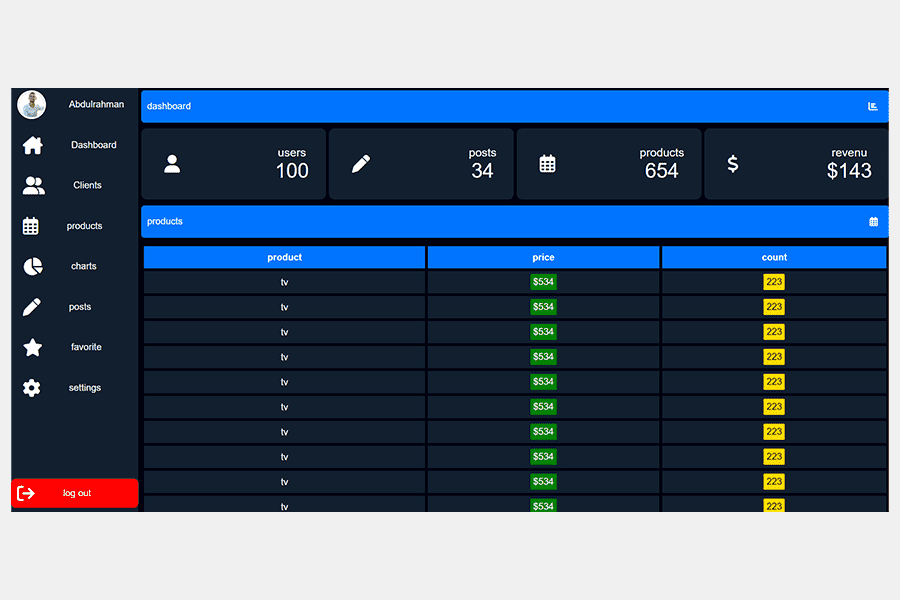 Abdulrahman
Dashboard
Clients
products
charts
posts
favorite
settings
log out
dashboard
users
100
posts
34
products
654
revenu
$143
products
product price count
tv $534 223
tv $534 223
tv $534 223
tv $534 223
tv $534 223
tv $534 223
tv $534 223
tv $534 223
tv $534 223
tv $534 223